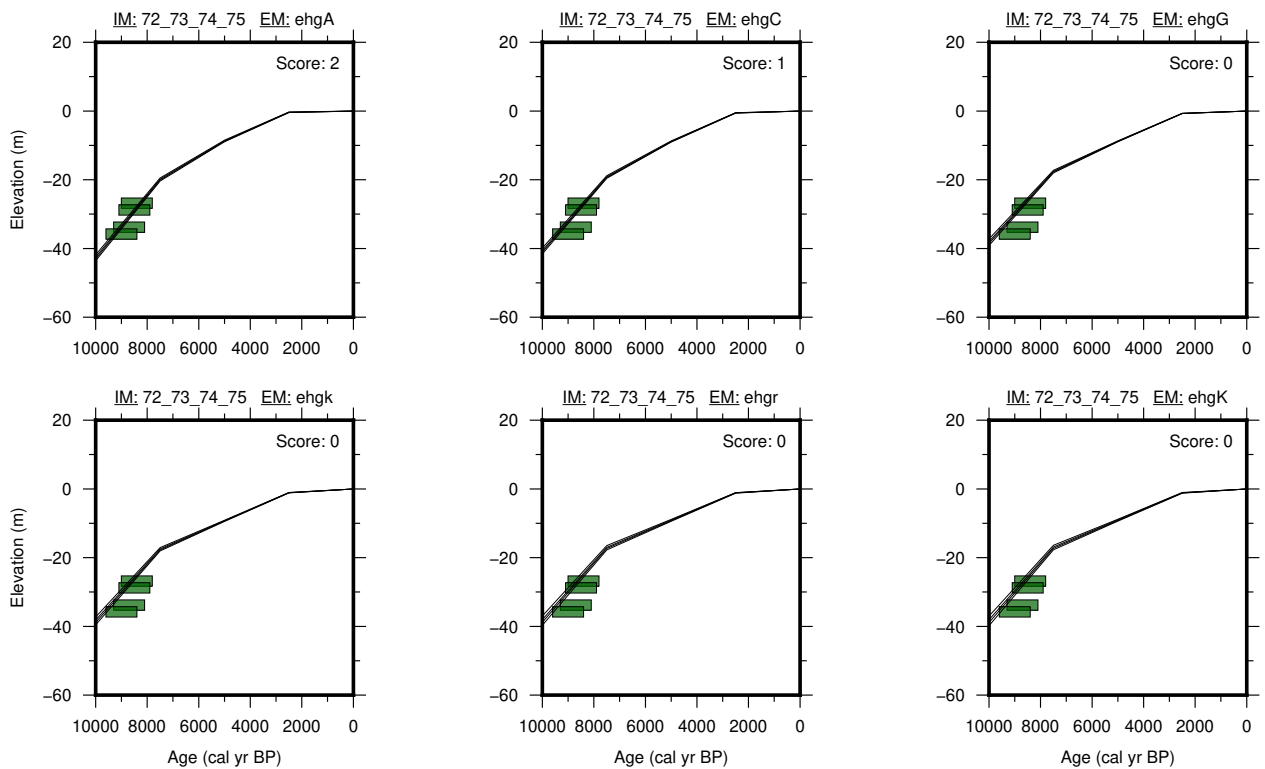 IM: 72_73_74_75 EM: ehgA
20
0
−20
−40
−60
Elevation (m)
Score: 2
10000 8000 6000 4000 2000 0
IM: 72_73_74_75 EM: ehgC
20
0
−20
−40
−60
Score: 1
10000 8000 6000 4000 2000 0
IM: 72_73_74_75 EM: ehgG
20
0
−20
−40
−60
Score: 0
10000 8000 6000 4000 2000 0
IM: 72_73_74_75 EM: ehgk
20
0
−20
−40
−60
Elevation (m)
Score: 0
10000 8000 6000 4000 2000 0
Age (cal yr BP)
IM: 72_73_74_75 EM: ehgr
20
0
−20
−40
−60
Score: 0
10000 8000 6000 4000 2000 0
Age (cal yr BP)
IM: 72_73_74_75 EM: ehgK
20
0
−20
−40
−60
Score: 0
10000 8000 6000 4000 2000 0
Age (cal yr BP)